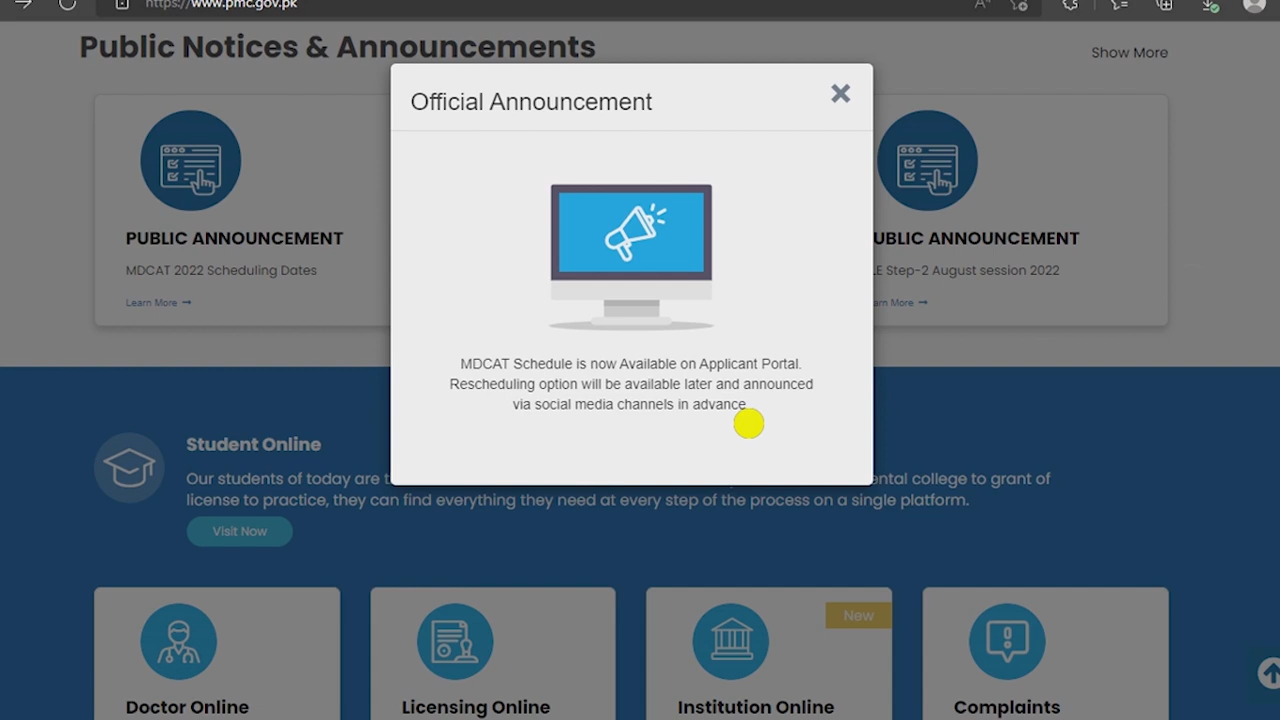 https://www.pmc.gov.pk
Public Notices & Announcements
Show More
Official Announcement
PUBLIC ANNOUNCEMENT
MDCAT 2022 Scheduling Dates
Learn More →
UBLIC ANNOUNCEMENT
LE Step-2 August session 2022
arn More →
MDCAT Schedule is now Available on Applicant Portal.
Rescheduling option will be available later and announced
via social media channels in advance
Student Online
Our students of today are t
ental college to grant of
license to practice, they can find everything they need at every step of the process on a single platform.
Visit Now
New
Doctor Online
Licensing Online
Institution Online
Complaints